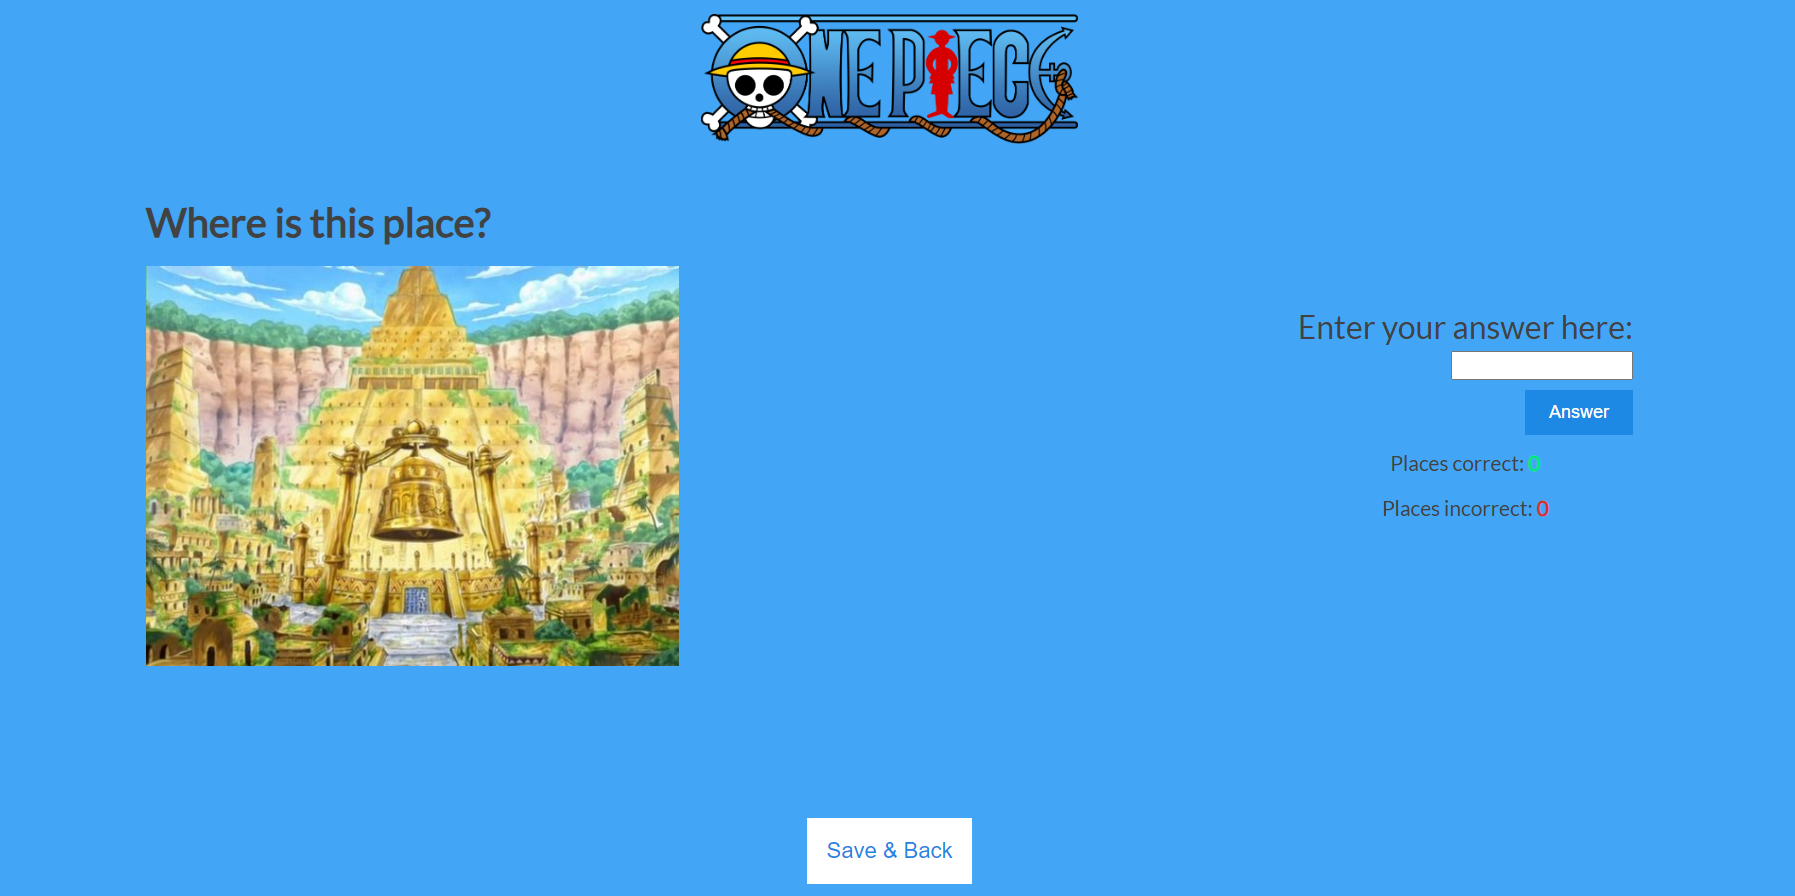 ONE PIECE
Where is this place?
Enter your answer here:
Answer
Places correct: 0
Places incorrect: 0
Save & Back